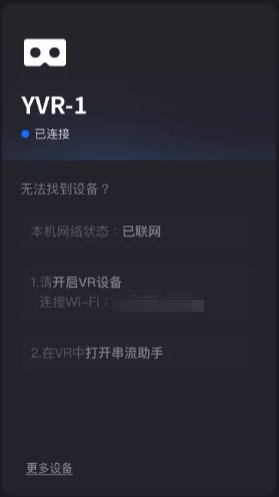 YVR-1
已连接
无法找到设备？
本机网络状态：已联网
1.请开启VR设备
连接Wi-Fi：
2.在VR中打开串流助手
更多设备